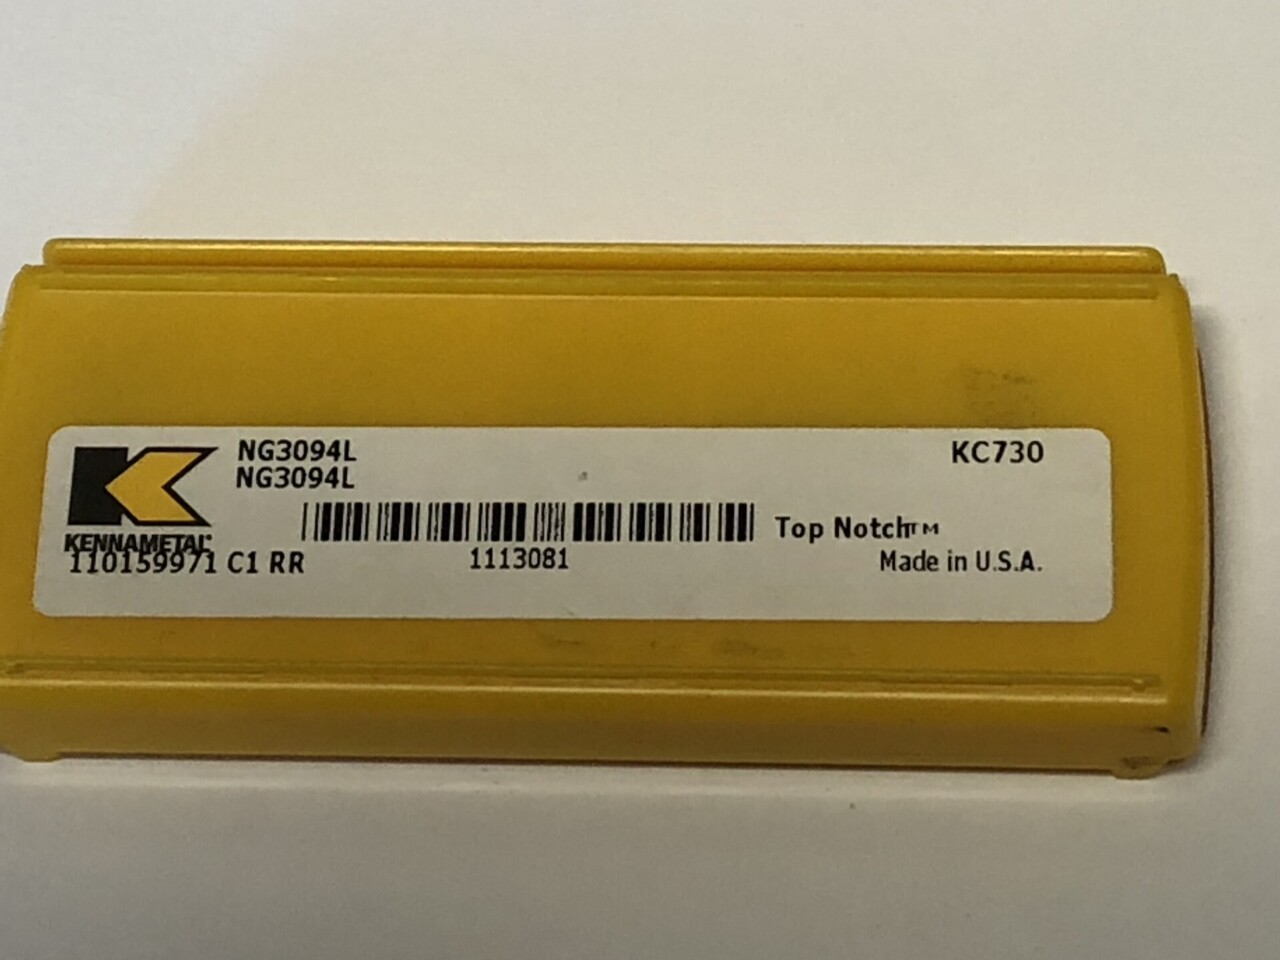 NG3094L
NG3094L
KC730
Top Notch™
KENNAMETAL
110159971 C1 RR
1113081
Made in U.S.A.